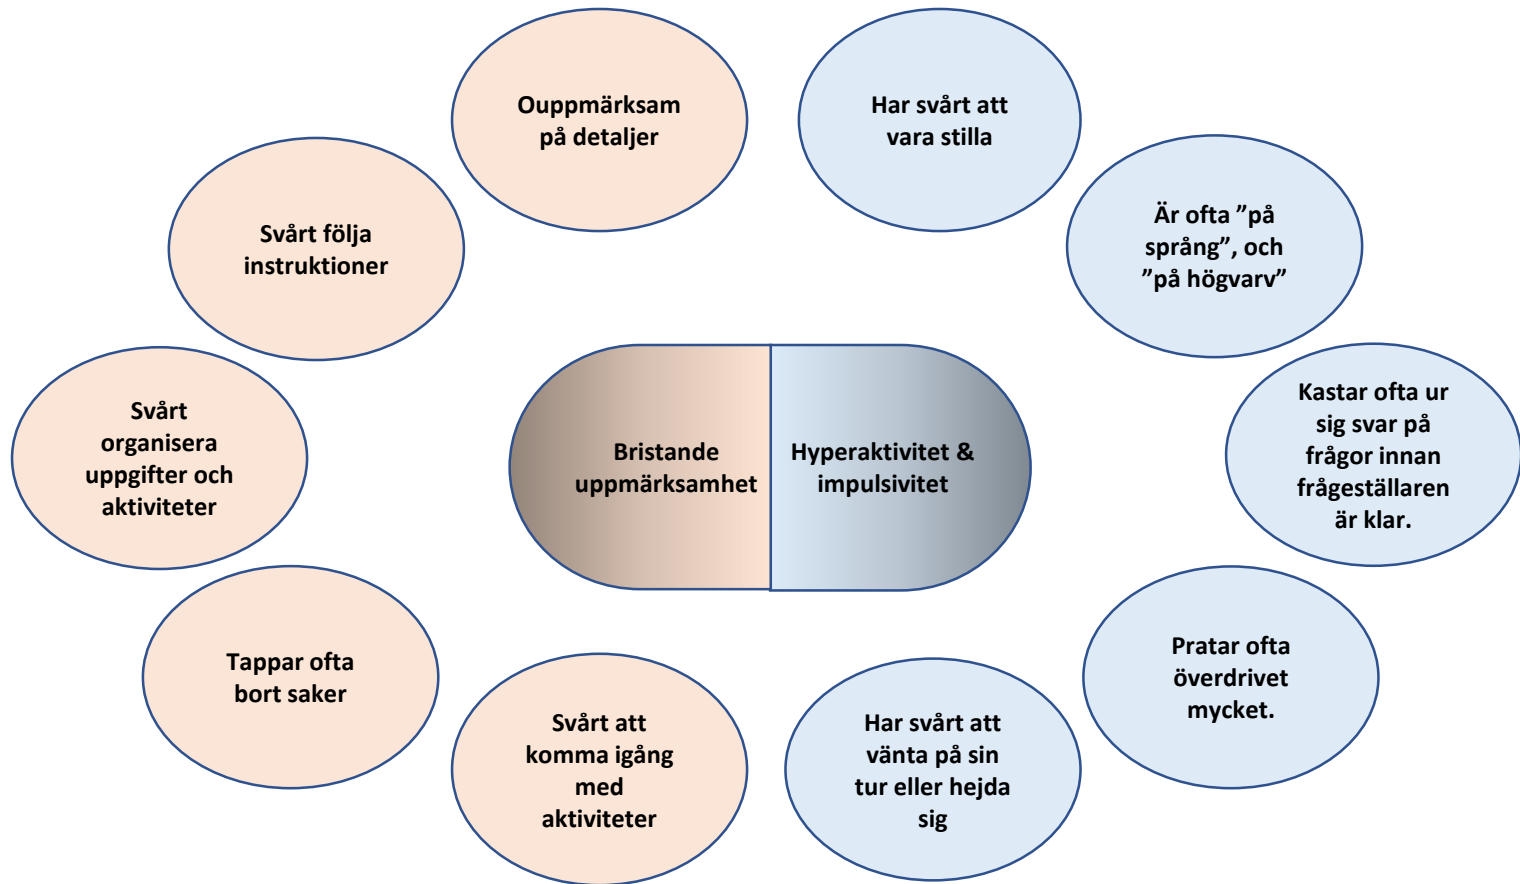 Ouppmärksam
på detaljer
Har svårt att
vara stilla
Svårt följa
instruktioner
Är ofta ”på
språng”, och
”på högvarv”
Svårt
organisera
uppgifter och
aktiviteter
Bristande
uppmärksamhet
Hyperaktivitet &
impulsivitet
Kastar ofta ur
sig svar på
frågor innan
frågeställaren
är klar.
Tappar ofta
bort saker
Pratar ofta
överdrivet
mycket.
Svårt att
komma igång
med
aktiviteter
Har svårt att
vänta på sin
tur eller hejda
sig